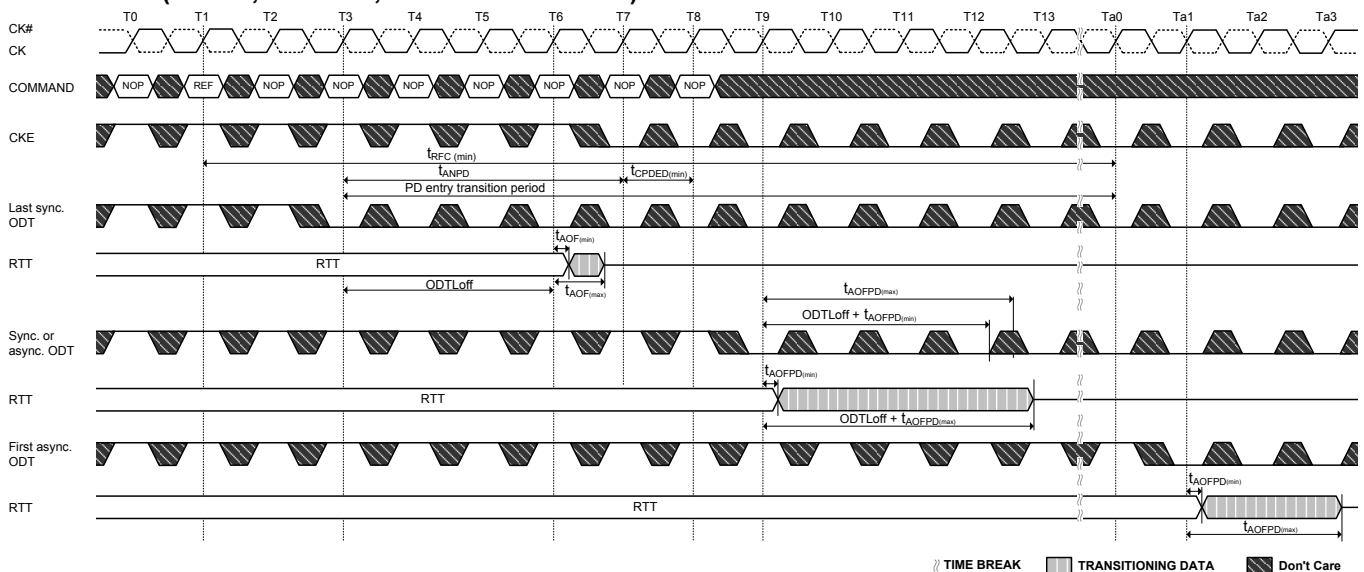 T0 T1 T2 T3 T4 T5 T6 T7 T8 T9 T10 T11 T12 T13 Ta0 Ta1 Ta2 Ta3
CK#
CK
COMMAND NOP REF NOP NOP NOP NOP NOP NOP NOP
CKE
tRFC (min)
tANPD tCPDED(min)
PD entry transition period
Last sync.
ODT
tAOF(min)
RTT RTT
ODTLoff tAOF(max)
tAOFPD(max)
ODTLoff + tAOFPD(min)
Sync. or
async. ODT
tAOFPD(min)
RTT RTT
ODTLoff + tAOFPD(max)
First async.
ODT
tAOFPD(min)
RTT RTT
tAOFPD(max)
TIME BREAK TRANSITIONING DATA Don't Care